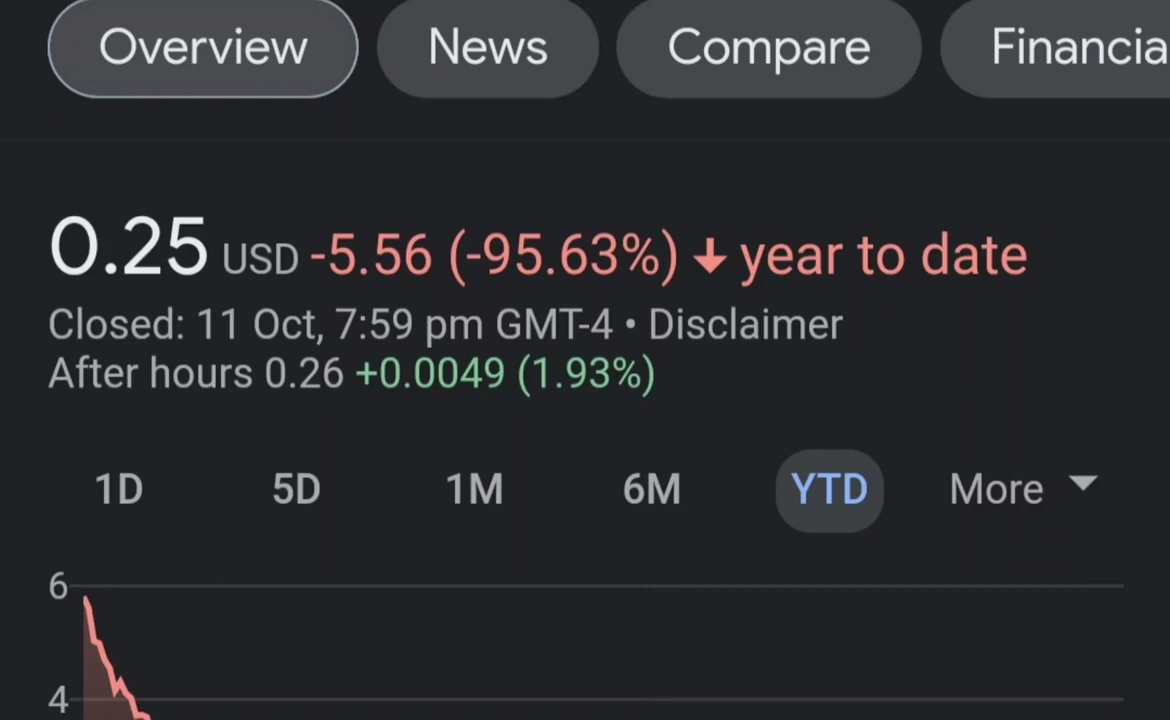 Overview News Compare Financia
0.25 USD -5.56 (-95.63%) ↓ year to date
Closed: 11 Oct, 7:59 pm GMT-4 • Disclaimer
After hours 0.26 +0.0049 (1.93%)
1D 5D 1M 6M YTD More
6
4